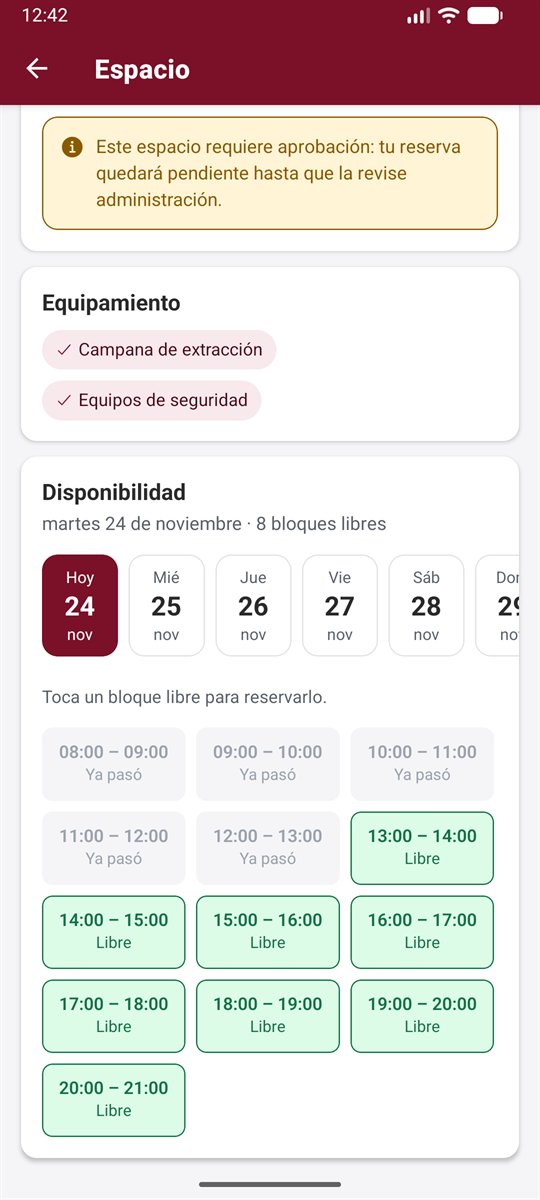 12:42
Espacio
Este espacio requiere aprobación: tu reserva
quedará pendiente hasta que la revise
administración.
Equipamiento
Campana de extracción
Equipos de seguridad
Disponibilidad
martes 24 de noviembre · 8 bloques libres
Hoy
24
nov
Mié
25
nov
Jue
26
nov
Vie
27
nov
Sáb
28
nov
Dom
29
nov
Toca un bloque libre para reservarlo.
08:00 – 09:00
Ya pasó
09:00 – 10:00
Ya pasó
10:00 – 11:00
Ya pasó
11:00 – 12:00
Ya pasó
12:00 – 13:00
Ya pasó
13:00 – 14:00
Libre
14:00 – 15:00
Libre
15:00 – 16:00
Libre
16:00 – 17:00
Libre
17:00 – 18:00
Libre
18:00 – 19:00
Libre
19:00 – 20:00
Libre
20:00 – 21:00
Libre